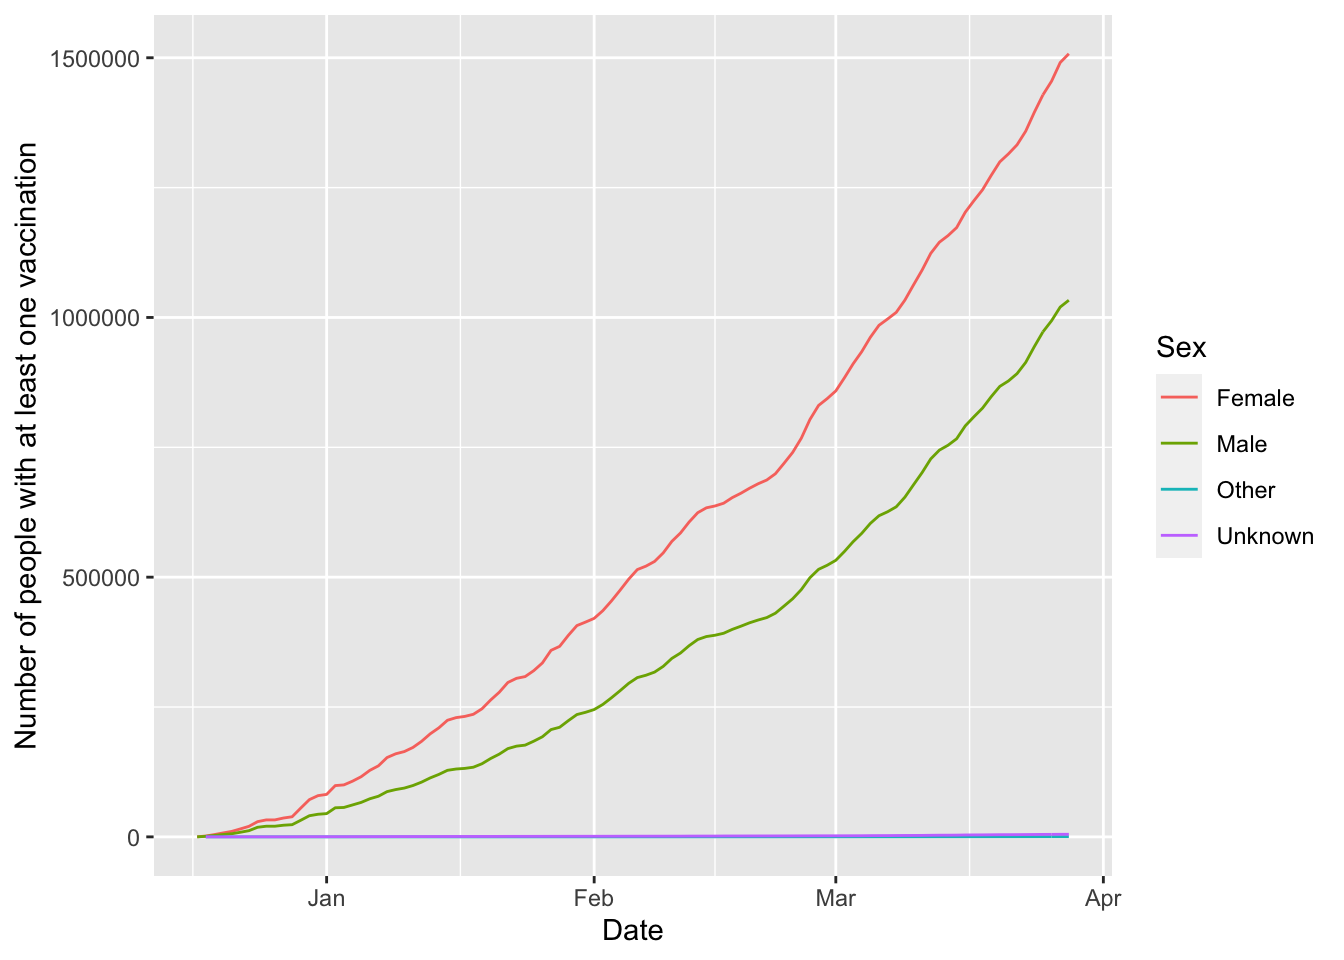 Number of people with at least one vaccination
1500000
1000000
500000
0
Jan
Feb
Mar
Apr
Date
Sex
Female
Male
Other
Unknown